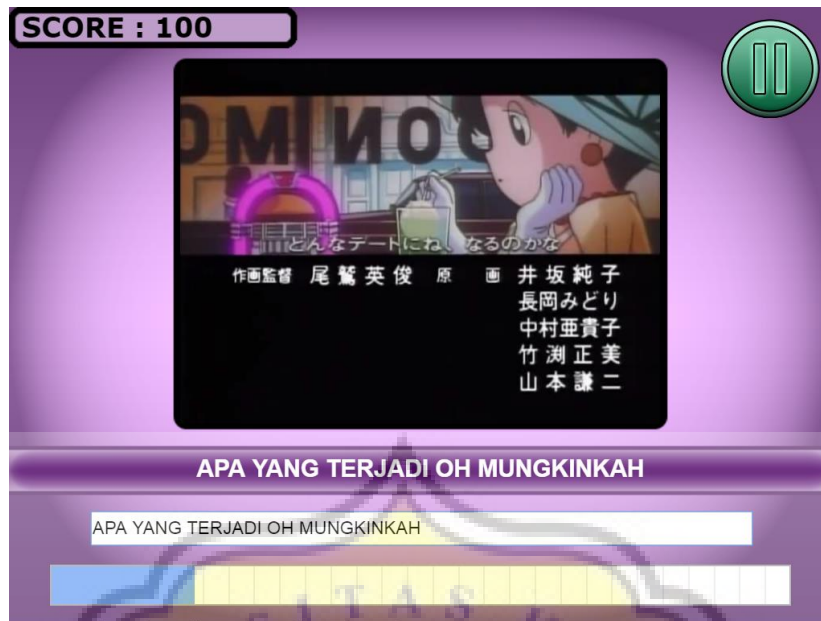 SCORE : 100
OMINO
どんなデートにね、なるのかな
作画監督 尾鷲英俊 原画 井坂純子
長岡みどり
中村亜貴子
竹渕正美
山本謙二
APA YANG TERJADI OH MUNGKINKAH
APA YANG TERJADI OH MUNGKINKAH
ITAS